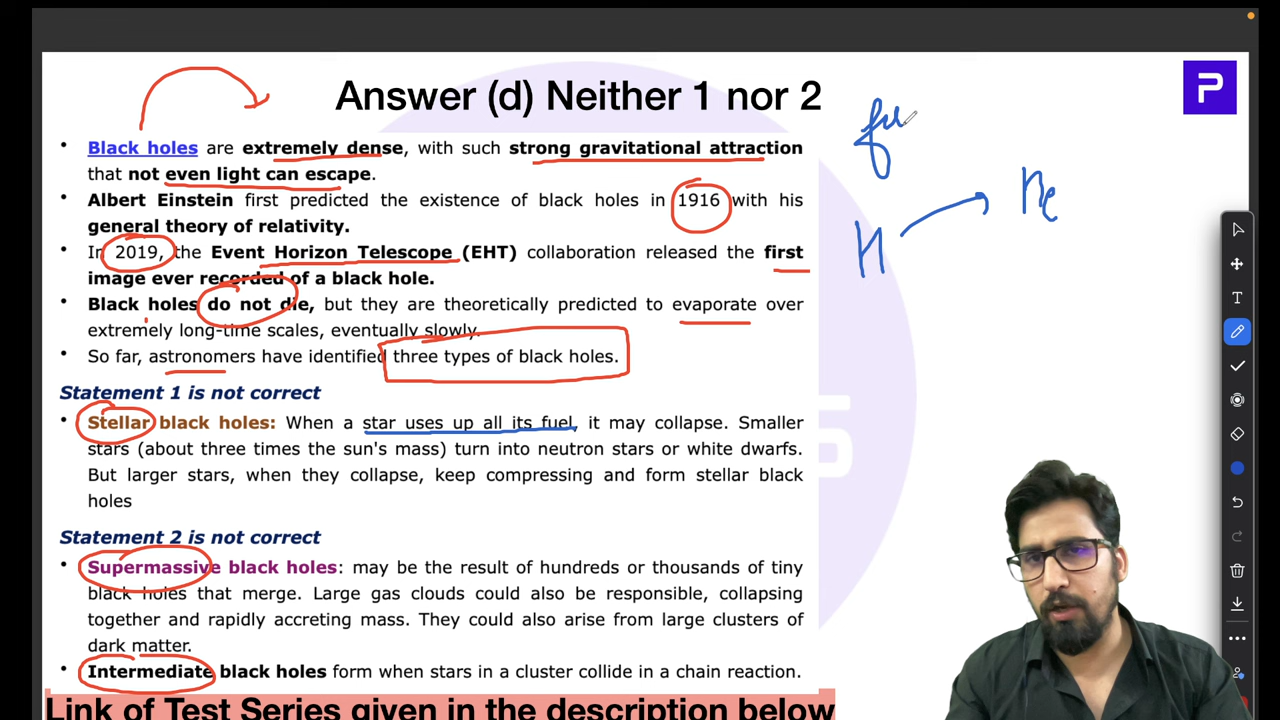 Answer (d) Neither 1 nor 2
P
• Black holes are extremely dense, with such strong gravitational attraction
that not even light can escape.
• Albert Einstein first predicted the existence of black holes in 1916 with his
general theory of relativity.
• In 2019, the Event Horizon Telescope (EHT) collaboration released the first
image ever recorded of a black hole.
• Black holes do not die, but they are theoretically predicted to evaporate over
extremely long-time scales, eventually slowly.
• So far, astronomers have identified three types of black holes.
Statement 1 is not correct
• Stellar black holes: When a star uses up all its fuel, it may collapse. Smaller
stars (about three times the sun's mass) turn into neutron stars or white dwarfs.
But larger stars, when they collapse, keep compressing and form stellar black
holes
Statement 2 is not correct
• Supermassive black holes: may be the result of hundreds or thousands of tiny
black holes that merge. Large gas clouds could also be responsible, collapsing
together and rapidly accreting mass. They could also arise from large clusters of
dark matter.
• Intermediate black holes form when stars in a cluster collide in a chain reaction.
Link of Test Series given in the description below
fu
H He
T